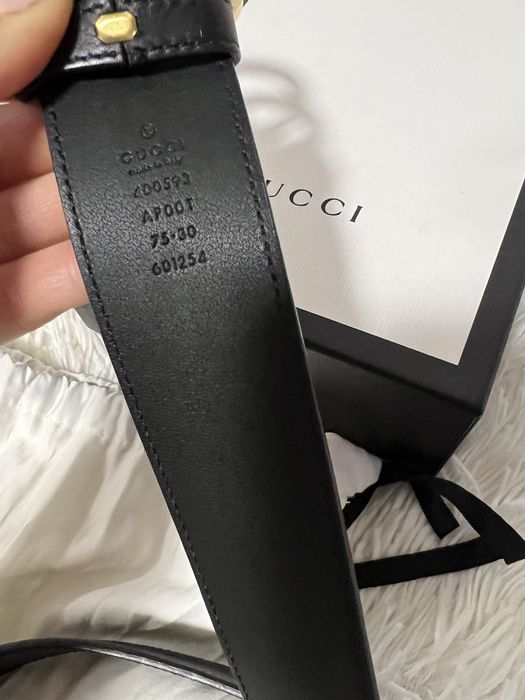 GUCCI
made in italy
400593
AP00T
75·30
601254
UCCI